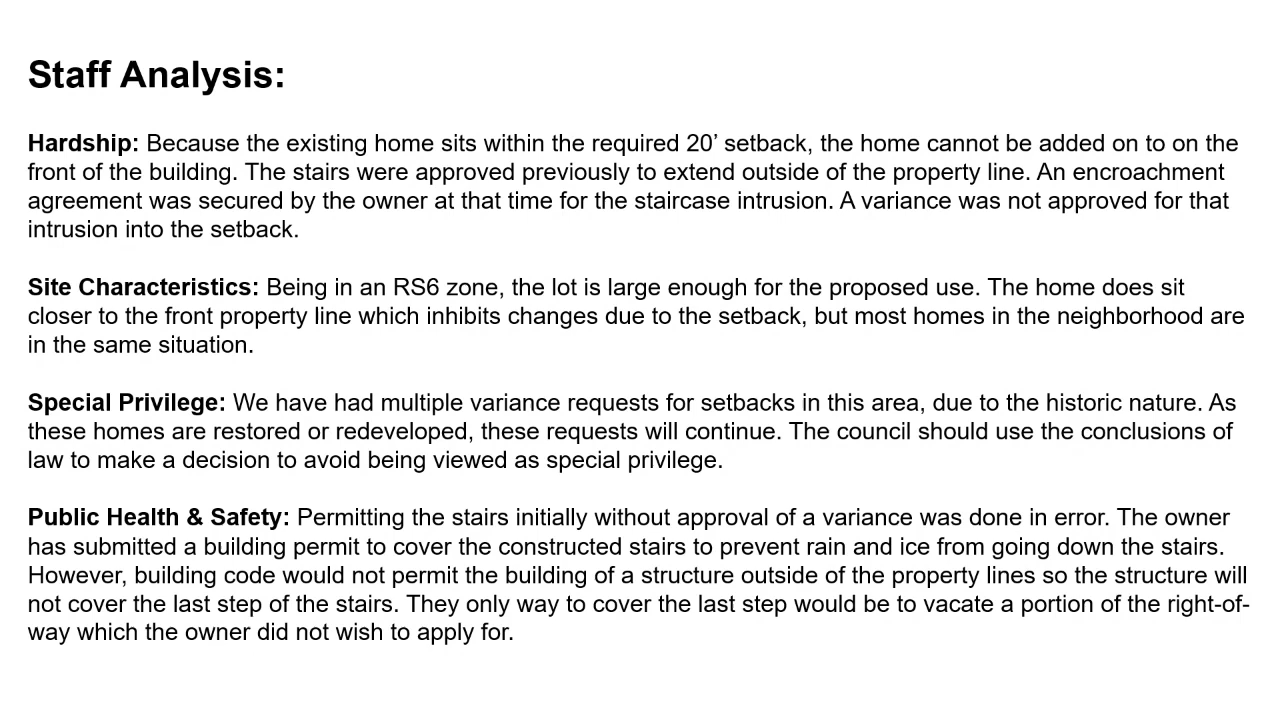 Staff Analysis:
Hardship: Because the existing home sits within the required 20’ setback, the home cannot be added on to on the
front of the building. The stairs were approved previously to extend outside of the property line. An encroachment
agreement was secured by the owner at that time for the staircase intrusion. A variance was not approved for that
intrusion into the setback.
Site Characteristics: Being in an RS6 zone, the lot is large enough for the proposed use. The home does sit
closer to the front property line which inhibits changes due to the setback, but most homes in the neighborhood are
in the same situation.
Special Privilege: We have had multiple variance requests for setbacks in this area, due to the historic nature. As
these homes are restored or redeveloped, these requests will continue. The council should use the conclusions of
law to make a decision to avoid being viewed as special privilege.
Public Health & Safety: Permitting the stairs initially without approval of a variance was done in error. The owner
has submitted a building permit to cover the constructed stairs to prevent rain and ice from going down the stairs.
However, building code would not permit the building of a structure outside of the property lines so the structure will
not cover the last step of the stairs. They only way to cover the last step would be to vacate a portion of the right-of-
way which the owner did not wish to apply for.